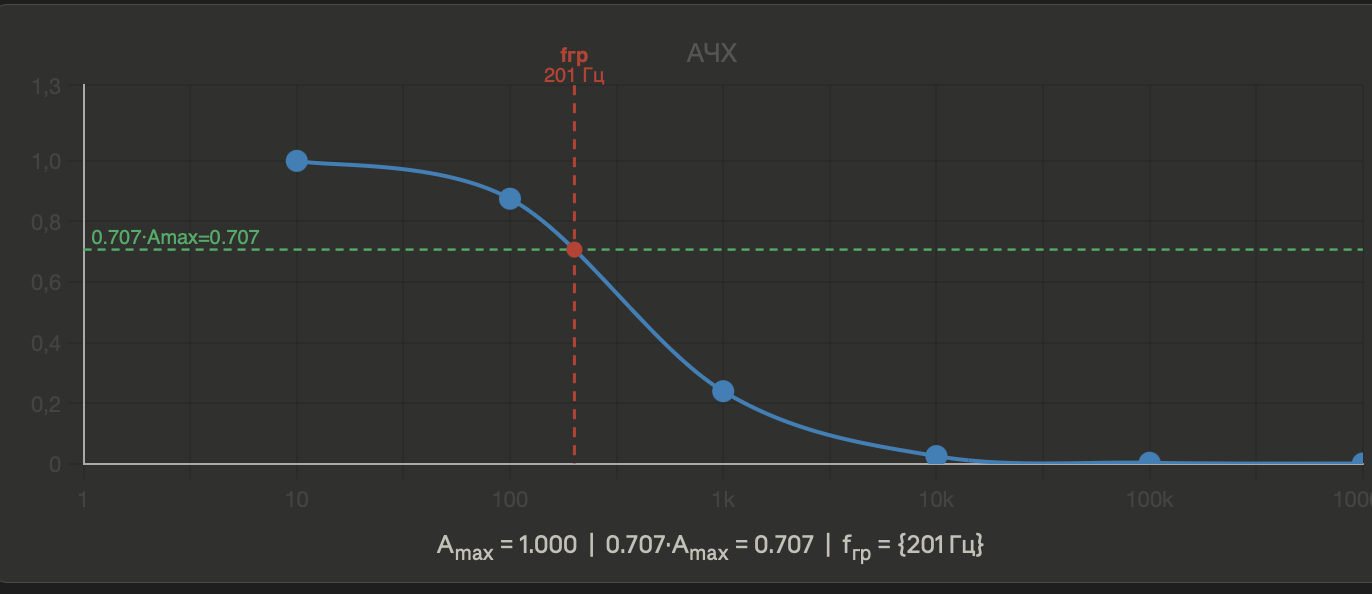 АЧХ
fгр
201 Гц
1,3
1,0
0,8
0.707·Amax=0.707
0,6
0,4
0,2
0
1 10 100 1k 10k 100k
Amax = 1.000 | 0.707·Amax = 0.707 | fгр = {201 Гц}